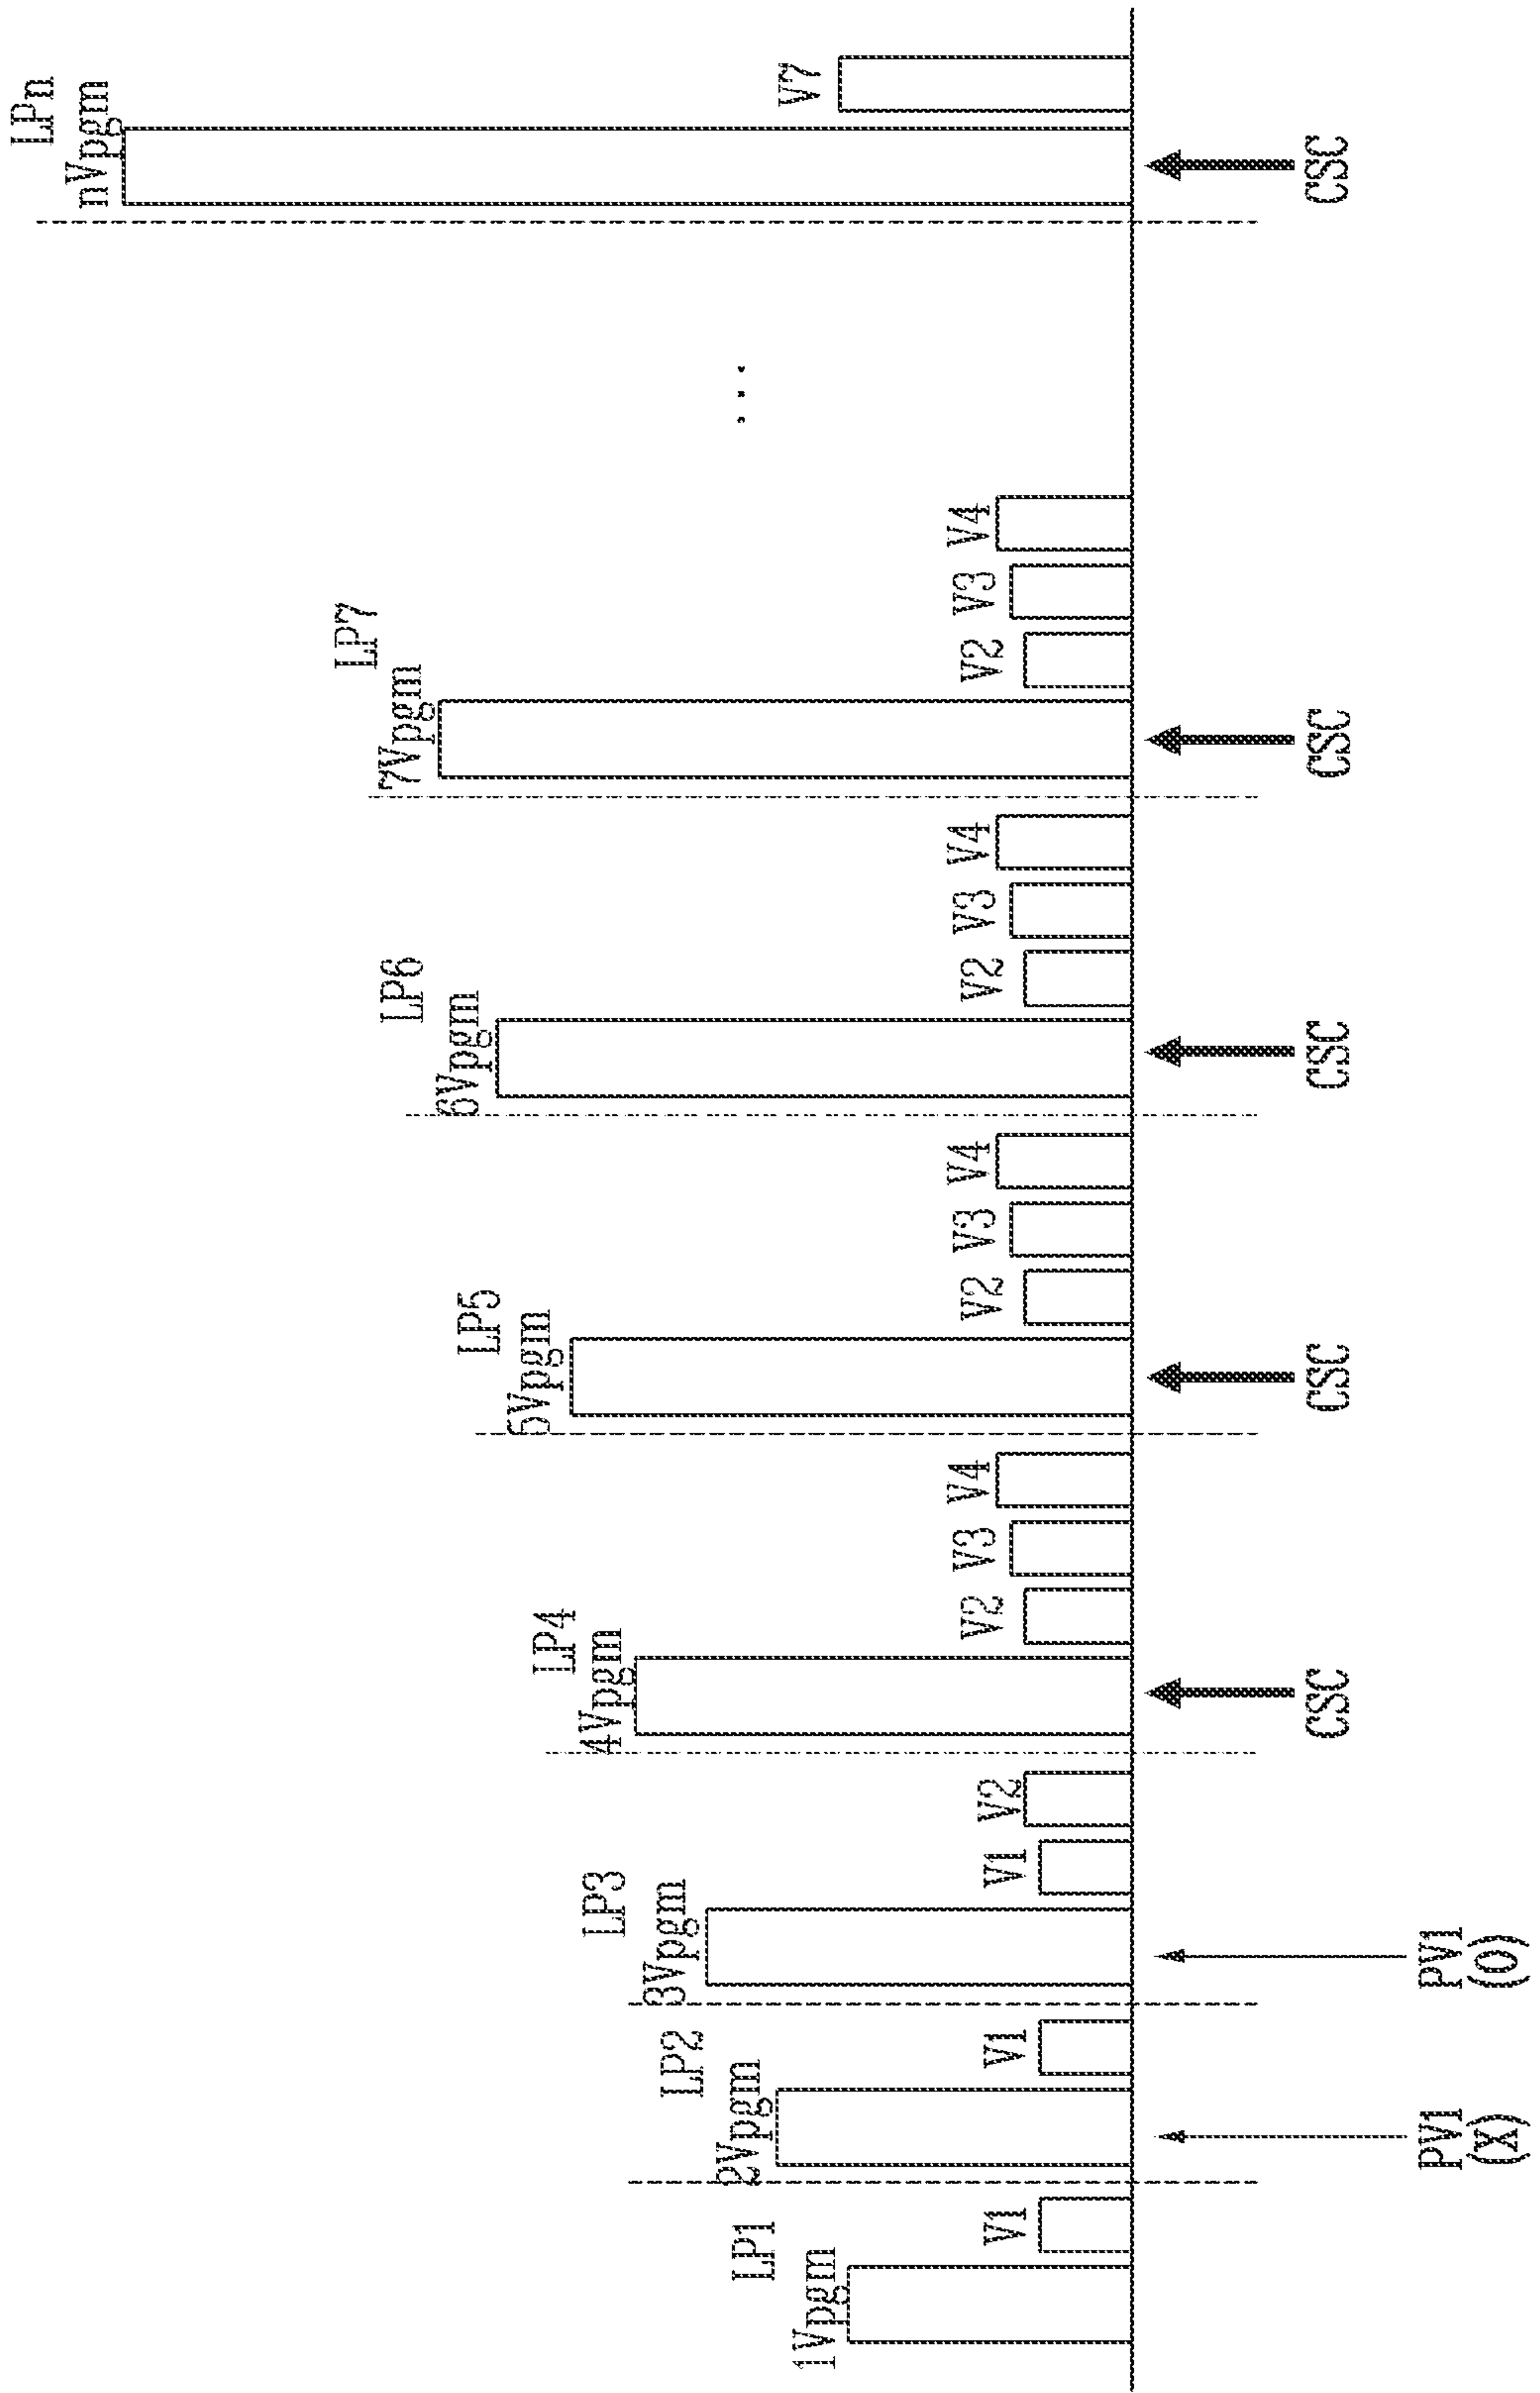 LP1
1Vpgm
V1
LP2
2Vpgm
V1
PV1
(X)
LP3
3Vpgm
V1
V2
PV1
(O)
LP4
4Vpgm
V2
V3
V4
CSC
LP5
5Vpgm
V2
V3
V4
CSC
LP6
6Vpgm
V2
V3
V4
CSC
LP7
7Vpgm
V2
V3
V4
CSC
...
LPn
nVpgm
V7
CSC